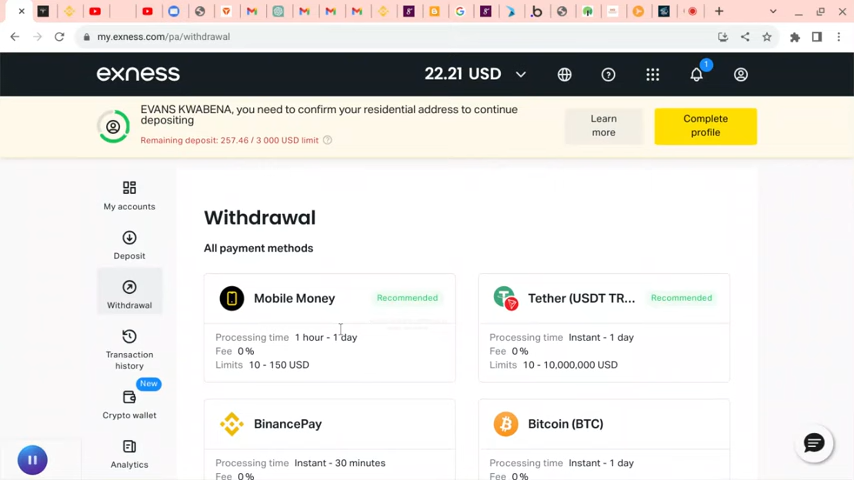 my.exness.com/pa/withdrawal
exness
22.21 USD
1
EVANS KWABENA, you need to confirm your residential address to continue
depositing
Remaining deposit: 257.46 / 3 000 USD limit
Learn
more
Complete
profile
My accounts
Deposit
Withdrawal
Transaction
history
New
Crypto wallet
Analytics
Withdrawal
All payment methods
Mobile Money
Recommended
Processing time 1 hour - 1 day
Fee 0 %
Limits 10 - 150 USD
Tether (USDT TR...
Recommended
Processing time Instant - 1 day
Fee 0 %
Limits 10 - 10,000,000 USD
BinancePay
Processing time Instant - 30 minutes
Fee 0 %
Bitcoin (BTC)
Processing time Instant - 1 day
Fee 0 %